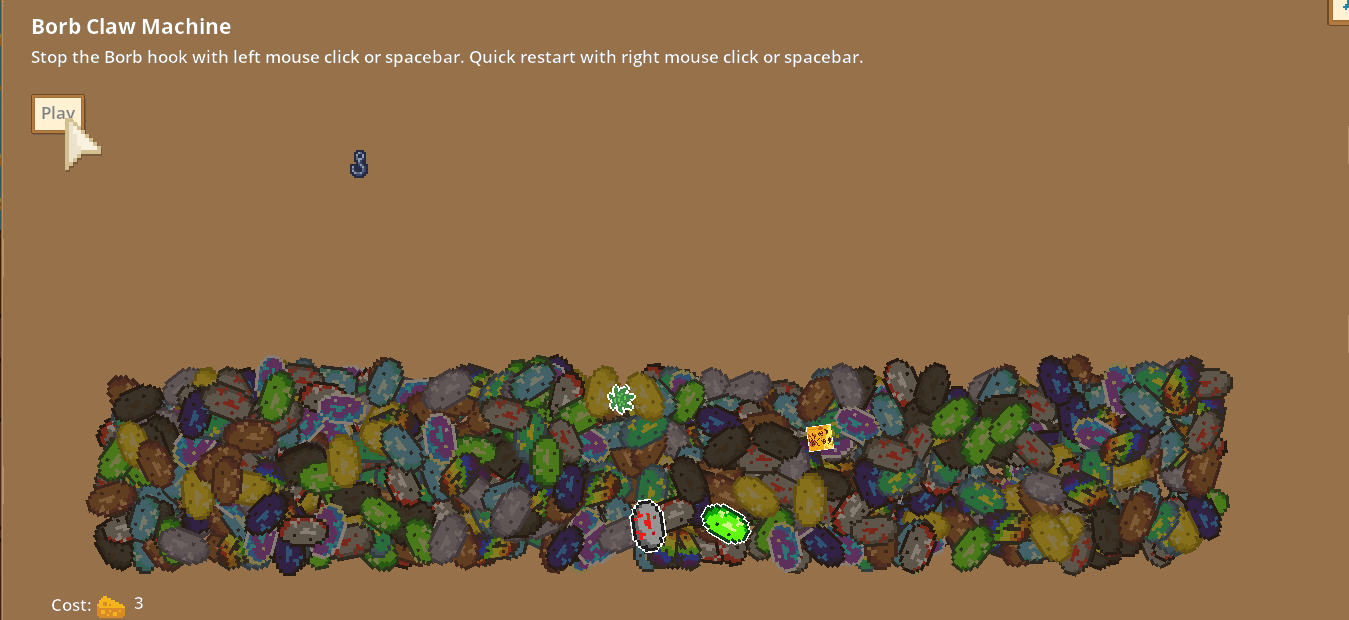 Borb Claw Machine
Stop the Borb hook with left mouse click or spacebar. Quick restart with right mouse click or spacebar.
Play
Cost: 3